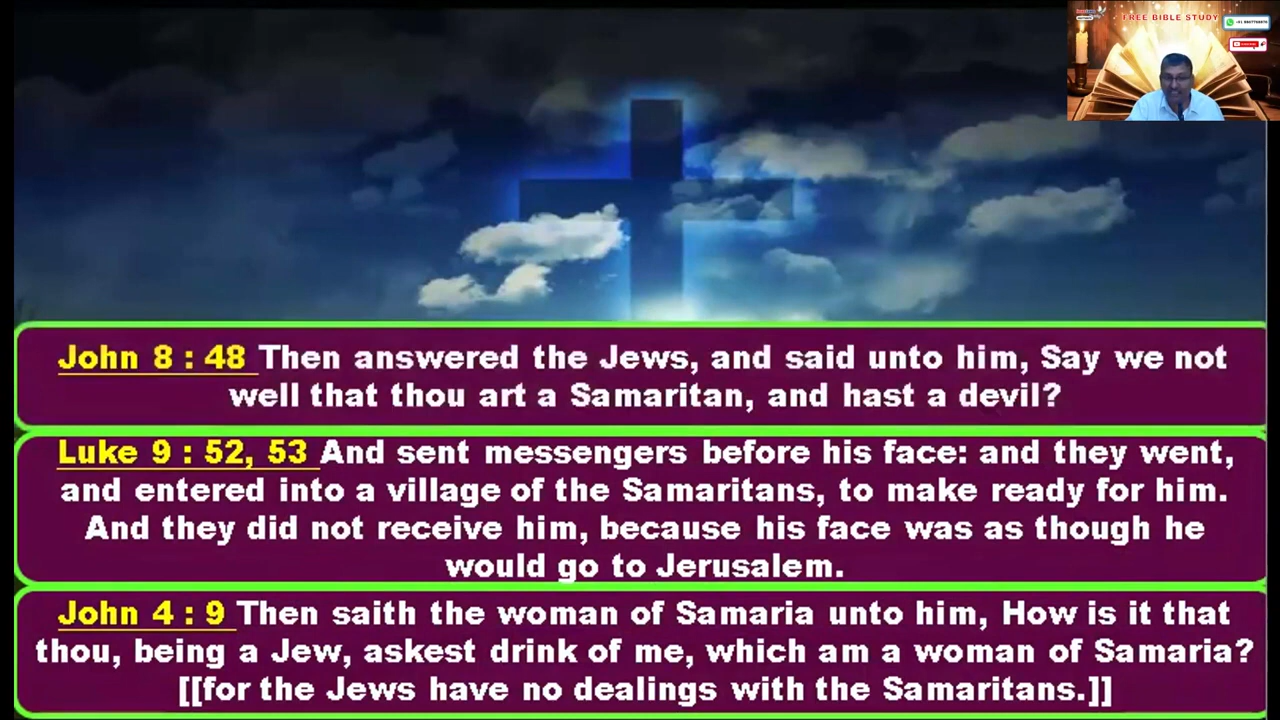 FREE BIBLE STUDY
John 8 : 48 Then answered the Jews, and said unto him, Say we not
well that thou art a Samaritan, and hast a devil?
Luke 9 : 52, 53 And sent messengers before his face: and they went,
and entered into a village of the Samaritans, to make ready for him.
And they did not receive him, because his face was as though he
would go to Jerusalem.
John 4 : 9 Then saith the woman of Samaria unto him, How is it that
thou, being a Jew, askest drink of me, which am a woman of Samaria?
[[for the Jews have no dealings with the Samaritans.]]